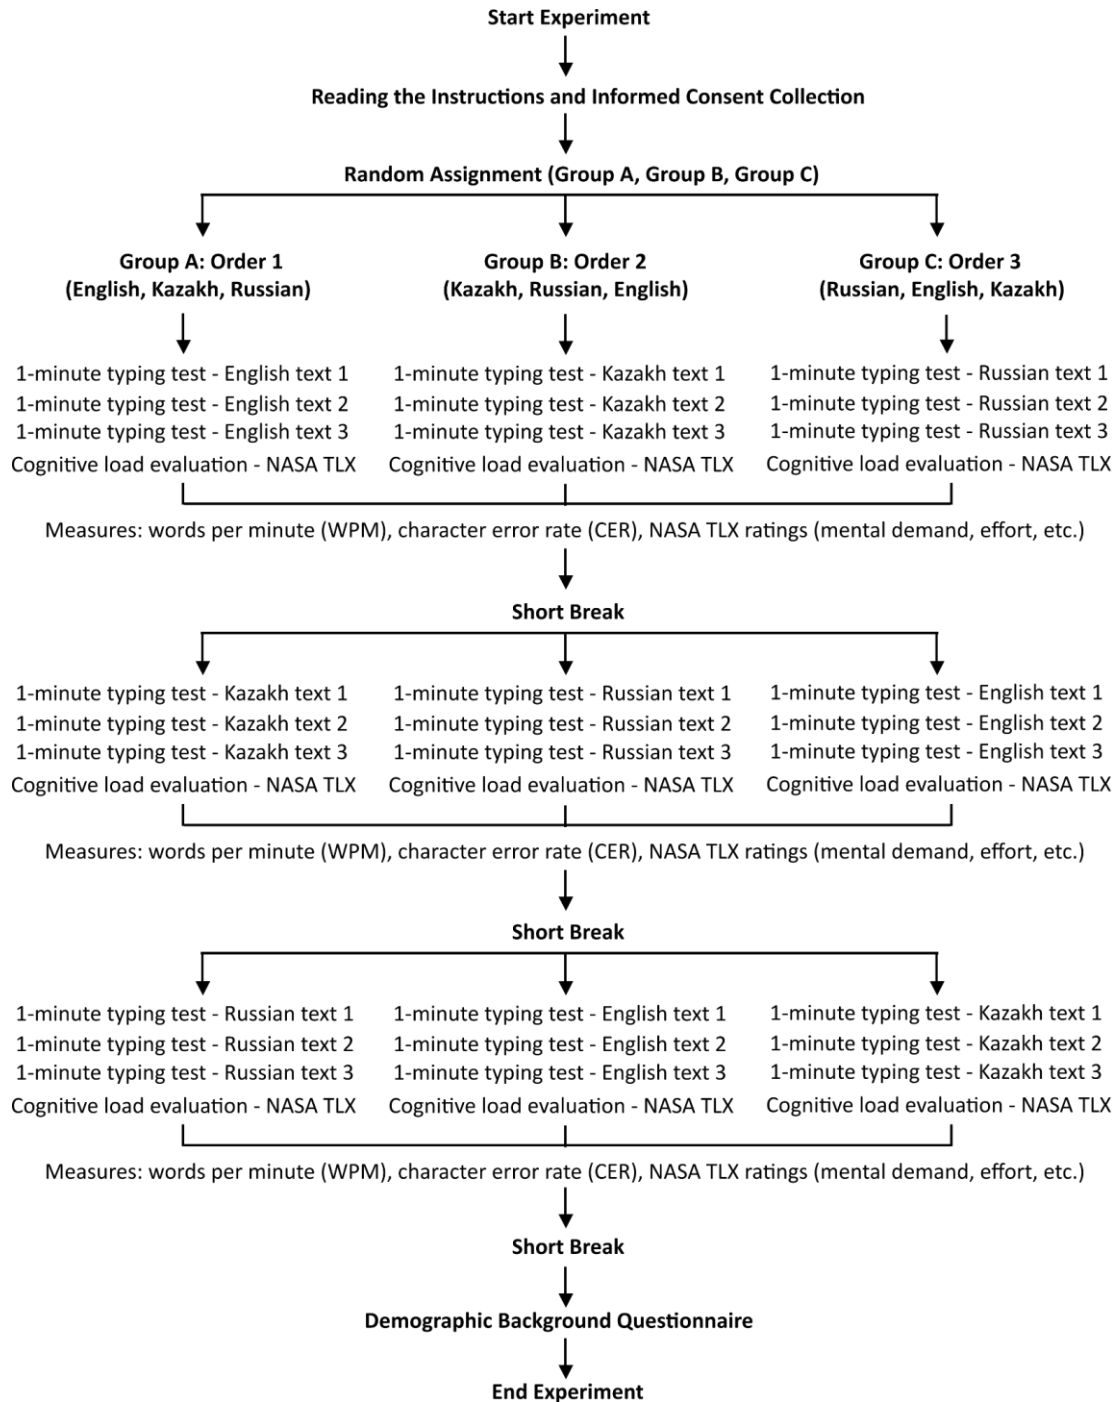 Start Experiment
Reading the Instructions and Informed Consent Collection
Random Assignment (Group A, Group B, Group C)
Group A: Order 1
(English, Kazakh, Russian)
Group B: Order 2
(Kazakh, Russian, English)
Group C: Order 3
(Russian, English, Kazakh)
1-minute typing test - English text 1
1-minute typing test - English text 2
1-minute typing test - English text 3
Cognitive load evaluation - NASA TLX
1-minute typing test - Kazakh text 1
1-minute typing test - Kazakh text 2
1-minute typing test - Kazakh text 3
Cognitive load evaluation - NASA TLX
1-minute typing test - Russian text 1
1-minute typing test - Russian text 2
1-minute typing test - Russian text 3
Cognitive load evaluation - NASA TLX
Measures: words per minute (WPM), character error rate (CER), NASA TLX ratings (mental demand, effort, etc.)
Short Break
1-minute typing test - Kazakh text 1
1-minute typing test - Kazakh text 2
1-minute typing test - Kazakh text 3
Cognitive load evaluation - NASA TLX
1-minute typing test - Russian text 1
1-minute typing test - Russian text 2
1-minute typing test - Russian text 3
Cognitive load evaluation - NASA TLX
1-minute typing test - English text 1
1-minute typing test - English text 2
1-minute typing test - English text 3
Cognitive load evaluation - NASA TLX
Measures: words per minute (WPM), character error rate (CER), NASA TLX ratings (mental demand, effort, etc.)
Short Break
1-minute typing test - Russian text 1
1-minute typing test - Russian text 2
1-minute typing test - Russian text 3
Cognitive load evaluation - NASA TLX
1-minute typing test - English text 1
1-minute typing test - English text 2
1-minute typing test - English text 3
Cognitive load evaluation - NASA TLX
1-minute typing test - Kazakh text 1
1-minute typing test - Kazakh text 2
1-minute typing test - Kazakh text 3
Cognitive load evaluation - NASA TLX
Measures: words per minute (WPM), character error rate (CER), NASA TLX ratings (mental demand, effort, etc.)
Short Break
Demographic Background Questionnaire
End Experiment